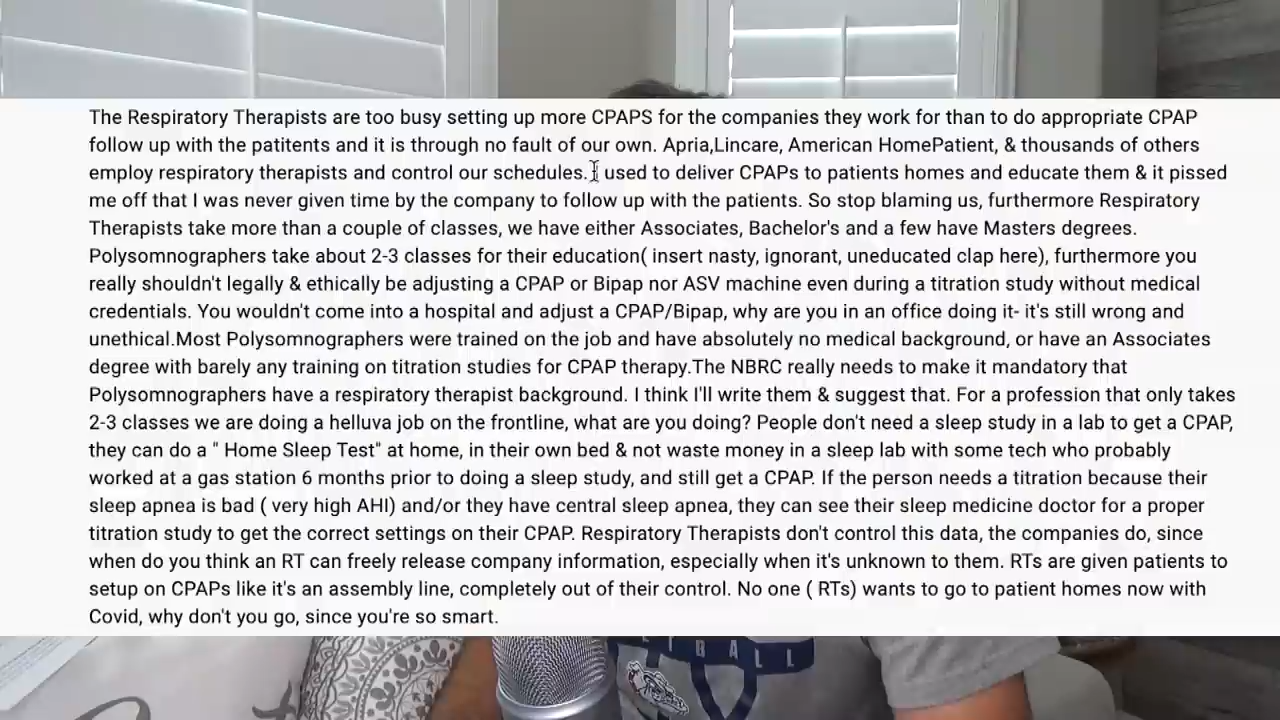 The Respiratory Therapists are too busy setting up more CPAPS for the companies they work for than to do appropriate CPAP
follow up with the patitents and it is through no fault of our own. Apria,Lincare, American HomePatient, & thousands of others
employ respiratory therapists and control our schedules. I used to deliver CPAPs to patients homes and educate them & it pissed
me off that I was never given time by the company to follow up with the patients. So stop blaming us, furthermore Respiratory
Therapists take more than a couple of classes, we have either Associates, Bachelor's and a few have Masters degrees.
Polysomnographers take about 2-3 classes for their education( insert nasty, ignorant, uneducated clap here), furthermore you
really shouldn't legally & ethically be adjusting a CPAP or Bipap nor ASV machine even during a titration study without medical
credentials. You wouldn't come into a hospital and adjust a CPAP/Bipap, why are you in an office doing it- it's still wrong and
unethical.Most Polysomnographers were trained on the job and have absolutely no medical background, or have an Associates
degree with barely any training on titration studies for CPAP therapy.The NBRC really needs to make it mandatory that
Polysomnographers have a respiratory therapist background. I think I'll write them & suggest that. For a profession that only takes
2-3 classes we are doing a helluva job on the frontline, what are you doing? People don't need a sleep study in a lab to get a CPAP,
they can do a " Home Sleep Test" at home, in their own bed & not waste money in a sleep lab with some tech who probably
worked at a gas station 6 months prior to doing a sleep study, and still get a CPAP. If the person needs a titration because their
sleep apnea is bad ( very high AHI) and/or they have central sleep apnea, they can see their sleep medicine doctor for a proper
titration study to get the correct settings on their CPAP. Respiratory Therapists don't control this data, the companies do, since
when do you think an RT can freely release company information, especially when it's unknown to them. RTs are given patients to
setup on CPAPs like it's an assembly line, completely out of their control. No one ( RTs) wants to go to patient homes now with
Covid, why don't you go, since you're so smart.